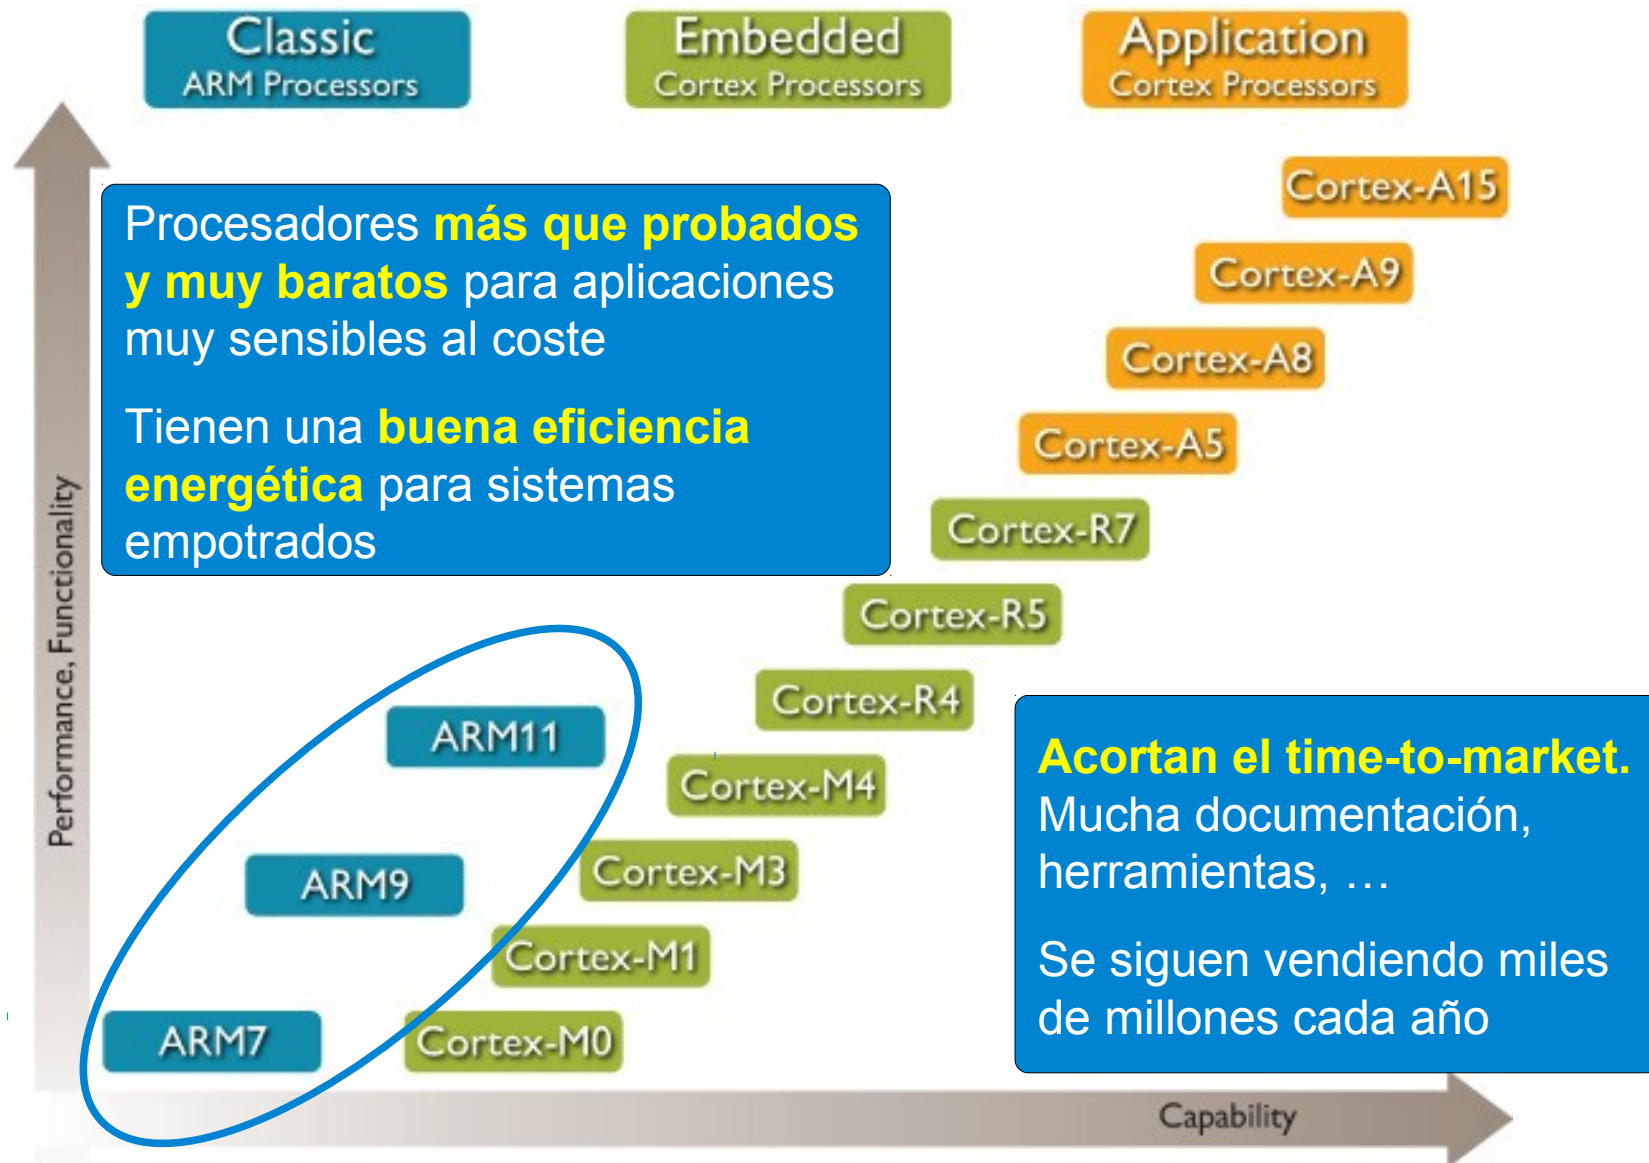 Classic
ARM Processors
Embedded
Cortex Processors
Application
Cortex Processors
Procesadores más que probados
y muy baratos para aplicaciones
muy sensibles al coste
Tienen una buena eficiencia
energética para sistemas
empotrados
Cortex-A15
Cortex-A9
Cortex-A8
Cortex-A5
Cortex-R7
Cortex-R5
Cortex-R4
Cortex-M4
Cortex-M3
Cortex-M1
Cortex-M0
ARM11
ARM9
ARM7
Acortan el time-to-market.
Mucha documentación,
herramientas, …
Se siguen vendiendo miles
de millones cada año
Performance, Functionality
Capability